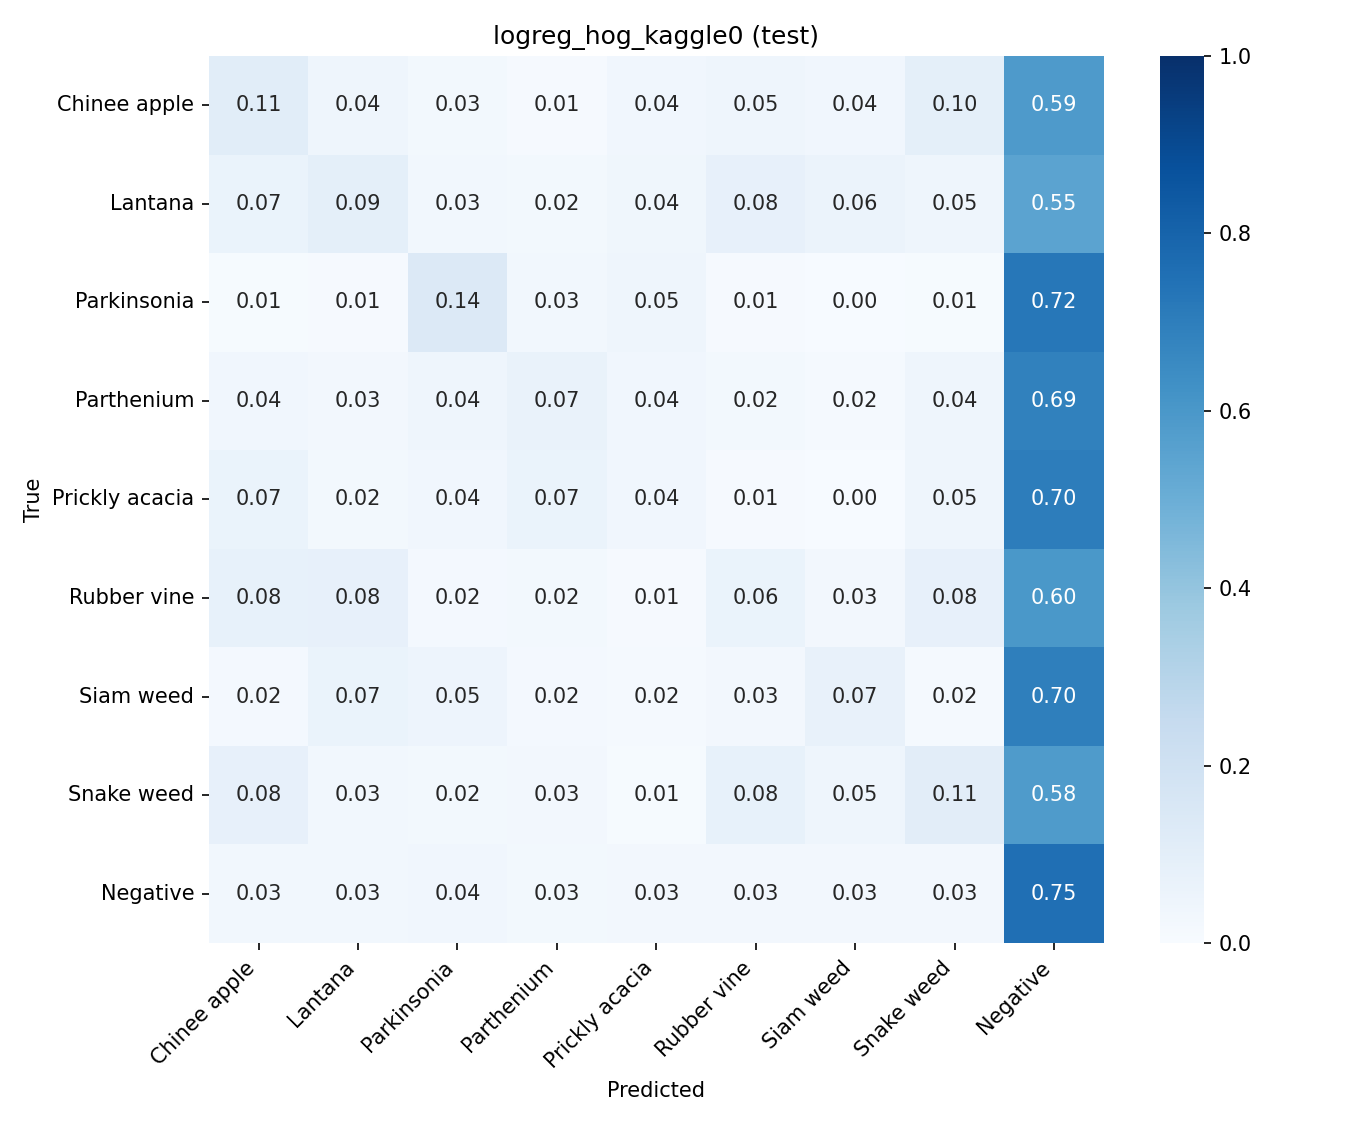 logreg_hog_kaggle0 (test)
Chinee apple 0.11 0.04 0.03 0.01 0.04 0.05 0.04 0.10 0.59
Lantana 0.07 0.09 0.03 0.02 0.04 0.08 0.06 0.05 0.55
Parkinsonia 0.01 0.01 0.14 0.03 0.05 0.01 0.00 0.01 0.72
Parthenium 0.04 0.03 0.04 0.07 0.04 0.02 0.02 0.04 0.69
Prickly acacia 0.07 0.02 0.04 0.07 0.04 0.01 0.00 0.05 0.70
Rubber vine 0.08 0.08 0.02 0.02 0.01 0.06 0.03 0.08 0.60
Siam weed 0.02 0.07 0.05 0.02 0.02 0.03 0.07 0.02 0.70
Snake weed 0.08 0.03 0.02 0.03 0.01 0.08 0.05 0.11 0.58
Negative 0.03 0.03 0.04 0.03 0.03 0.03 0.03 0.03 0.75
True
Chinee apple
Lantana
Parkinsonia
Parthenium
Prickly acacia
Rubber vine
Siam weed
Snake weed
Negative
Predicted
1.0
0.8
0.6
0.4
0.2
0.0